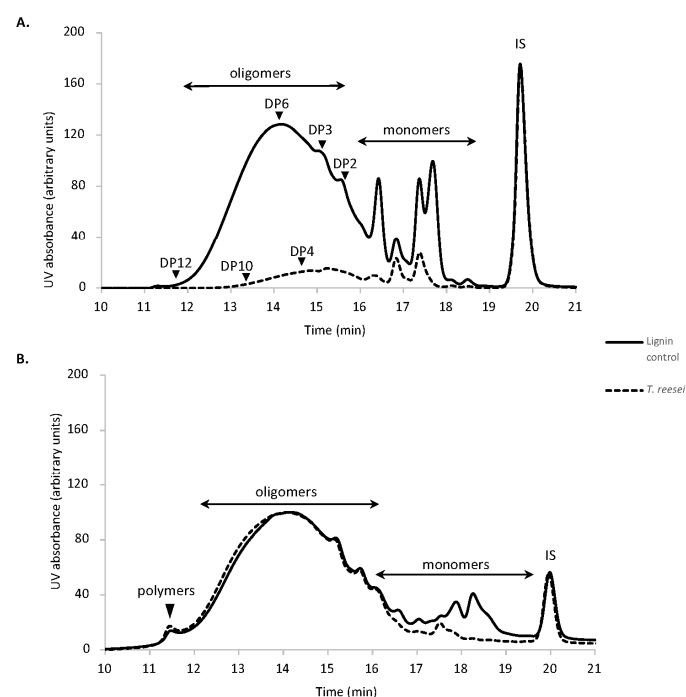 A.
200
160
120
80
40
0
UV absorbance (arbitrary units)
oligomers
DP6
DP3
DP2
DP12
DP10
DP4
monomers
IS
10 11 12 13 14 15 16 17 18 19 20 21
Time (min)
Lignin
control
T. reesei
B.
200
160
120
80
40
0
UV absorbance (arbitrary units)
polymers
oligomers
monomers
IS
10 11 12 13 14 15 16 17 18 19 20 21
Time (min)